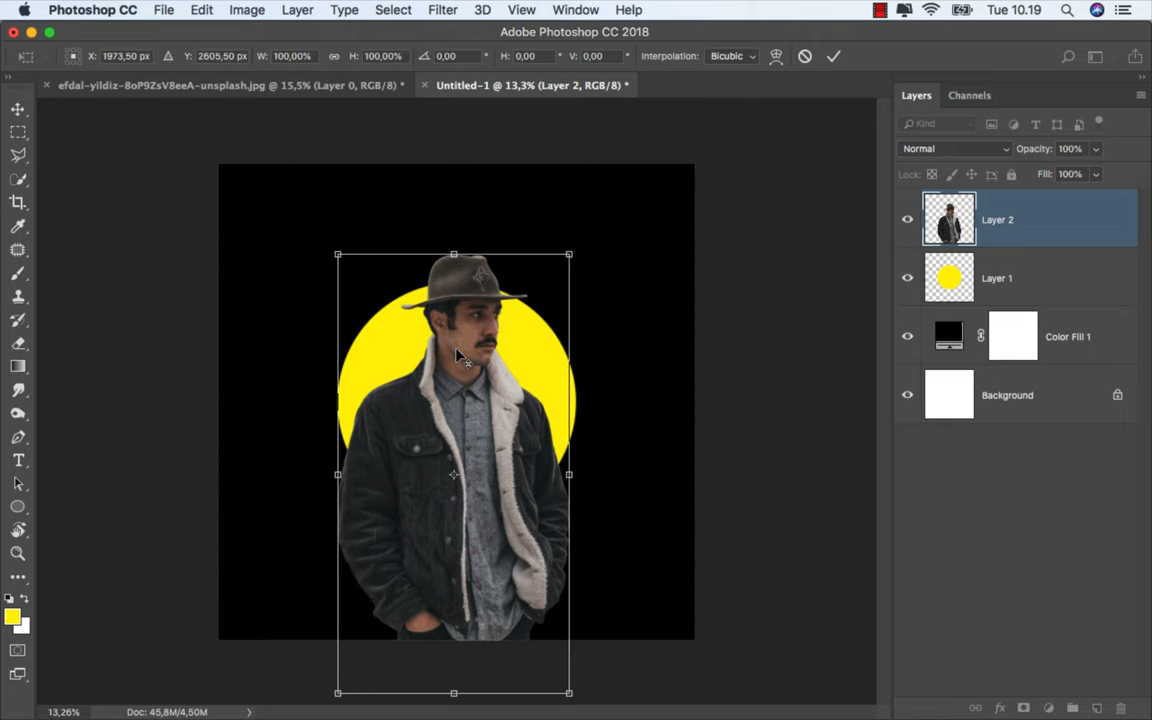 Photoshop CC File Edit Image Layer Type Select Filter 3D View Window Help Tue 10.19
Adobe Photoshop CC 2018
X: 1973,50 px Y: 2605,50 px W: 100,00% H: 100,00% 0,00 H: 0,00 V: 0,00 Interpolation: Bicubic
efdal-yildiz-8oP9ZsV8eeA-unsplash.jpg @ 15,5% (Layer 0, RGB/8) * Untitled-1 @ 13,3% (Layer 2, RGB/8) *
Layers Channels
Kind
Normal Opacity: 100%
Lock: Fill: 100%
Layer 2
Layer 1
Color Fill 1
Background
13,26% Doc: 45,8M/4,50M